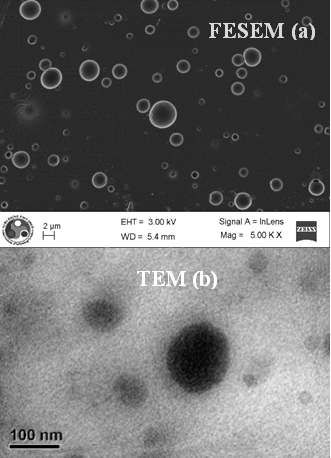 FESEM (a)
2 µm
EHT = 3.00 kV
Signal A = InLens
WD = 5.4 mm
Mag = 5.00 K X
ZEISS
TEM (b)
100 nm